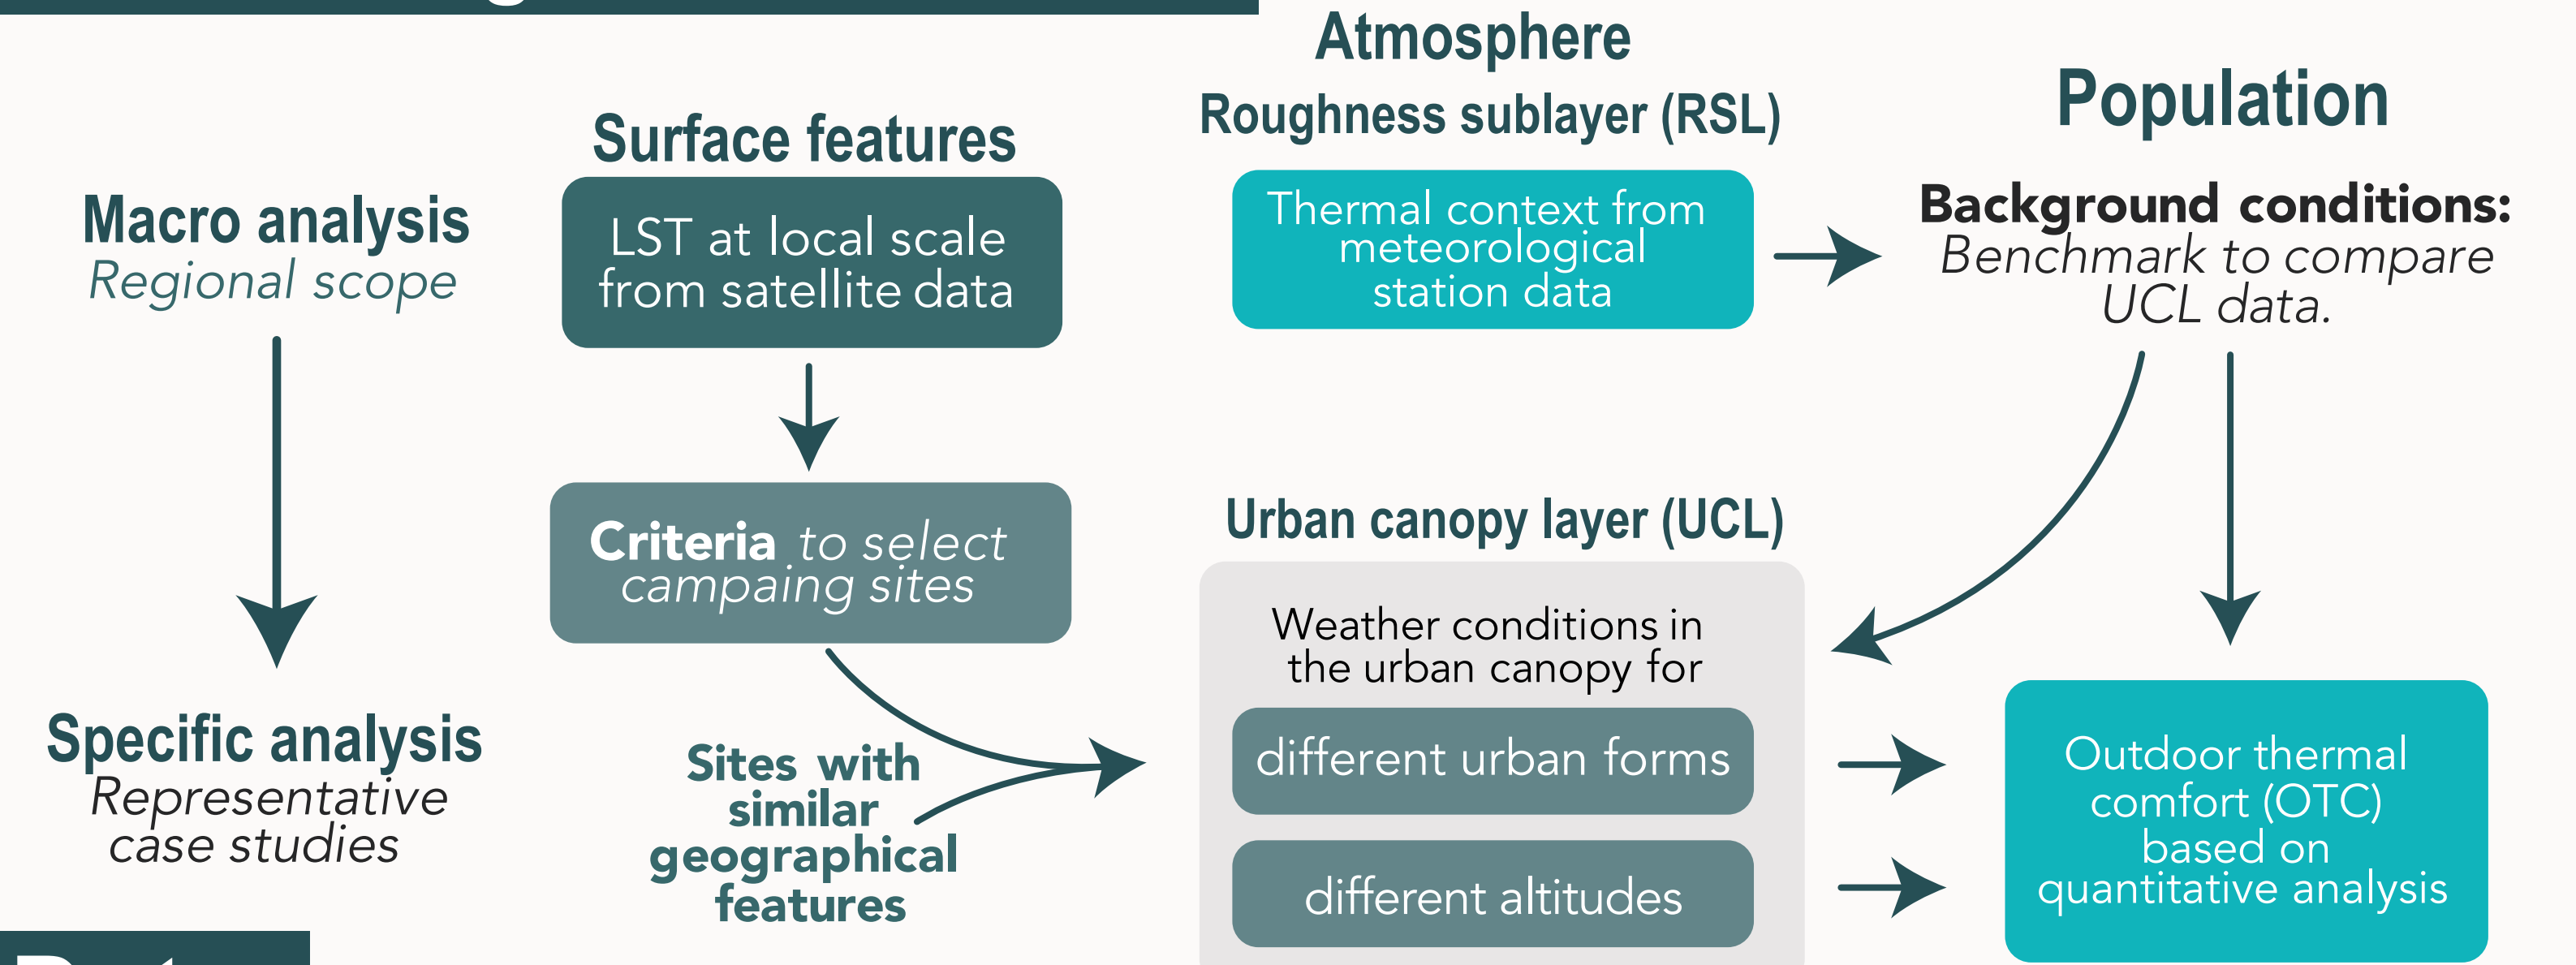 Macro analysis
Regional scope
Specific analysis
Representative
case studies
Surface features
LST at local scale
from satellite data
Criteria to select
campaing sites
Sites with
similar
geographical
features
Atmosphere
Roughness sublayer (RSL)
Thermal context from
meteorological
station data
Urban canopy layer (UCL)
Weather conditions in
the urban canopy for
different urban forms
different altitudes
Population
Background conditions:
Benchmark to compare
UCL data.
Outdoor thermal
comfort (OTC)
based on
quantitative analysis